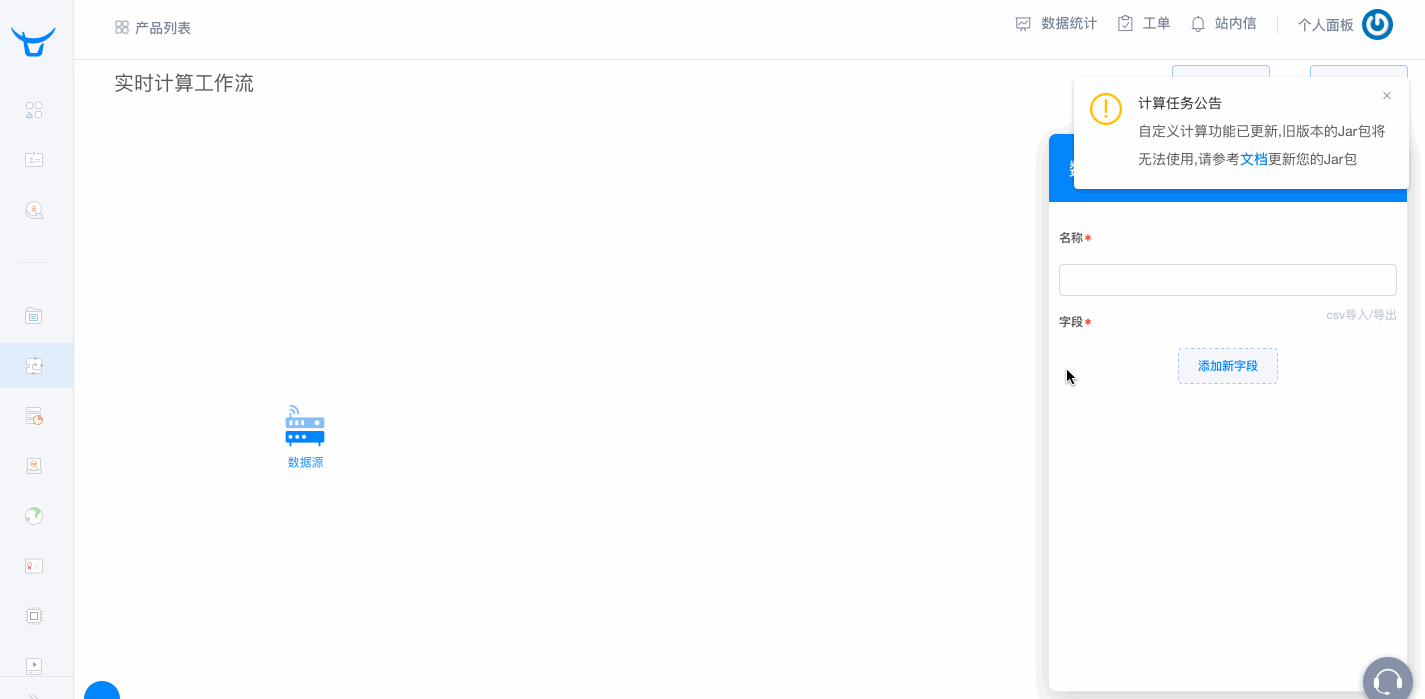 产品列表
数据统计
工单
站内信
个人面板
实时计算工作流
计算任务公告
自定义计算功能已更新,旧版本的Jar包将
无法使用,请参考文档更新您的Jar包
名称*
字段*
csv导入/导出
添加新字段
数据源